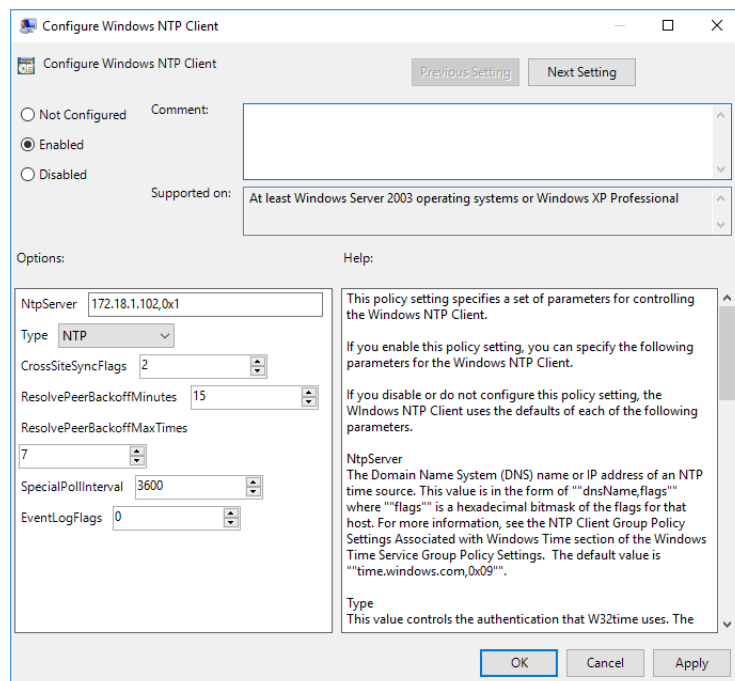 Configure Windows NTP Client
Configure Windows NTP Client
Previous Setting
Next Setting
Not Configured
Comment:
Enabled
Disabled
Supported on:
At least Windows Server 2003 operating systems or Windows XP Professional
Options:
Help:
NtpServer 172.18.1.102,0x1
Type NTP
CrossSiteSyncFlags 2
ResolvePeerBackoffMinutes 15
ResolvePeerBackoffMaxTimes
7
SpecialPollInterval 3600
EventLogFlags 0
This policy setting specifies a set of parameters for controlling
the Windows NTP Client.
If you enable this policy setting, you can specify the following
parameters for the Windows NTP Client.
If you disable or do not configure this policy setting, the
WIndows NTP Client uses the defaults of each of the following
parameters.
NtpServer
The Domain Name System (DNS) name or IP address of an NTP
time source. This value is in the form of ""dnsName,flags""
where ""flags"" is a hexadecimal bitmask of the flags for that
host. For more information, see the NTP Client Group Policy
Settings Associated with Windows Time section of the Windows
Time Service Group Policy Settings.  The default value is
""time.windows.com,0x09"".
Type
This value controls the authentication that W32time uses. The
OK
Cancel
Apply